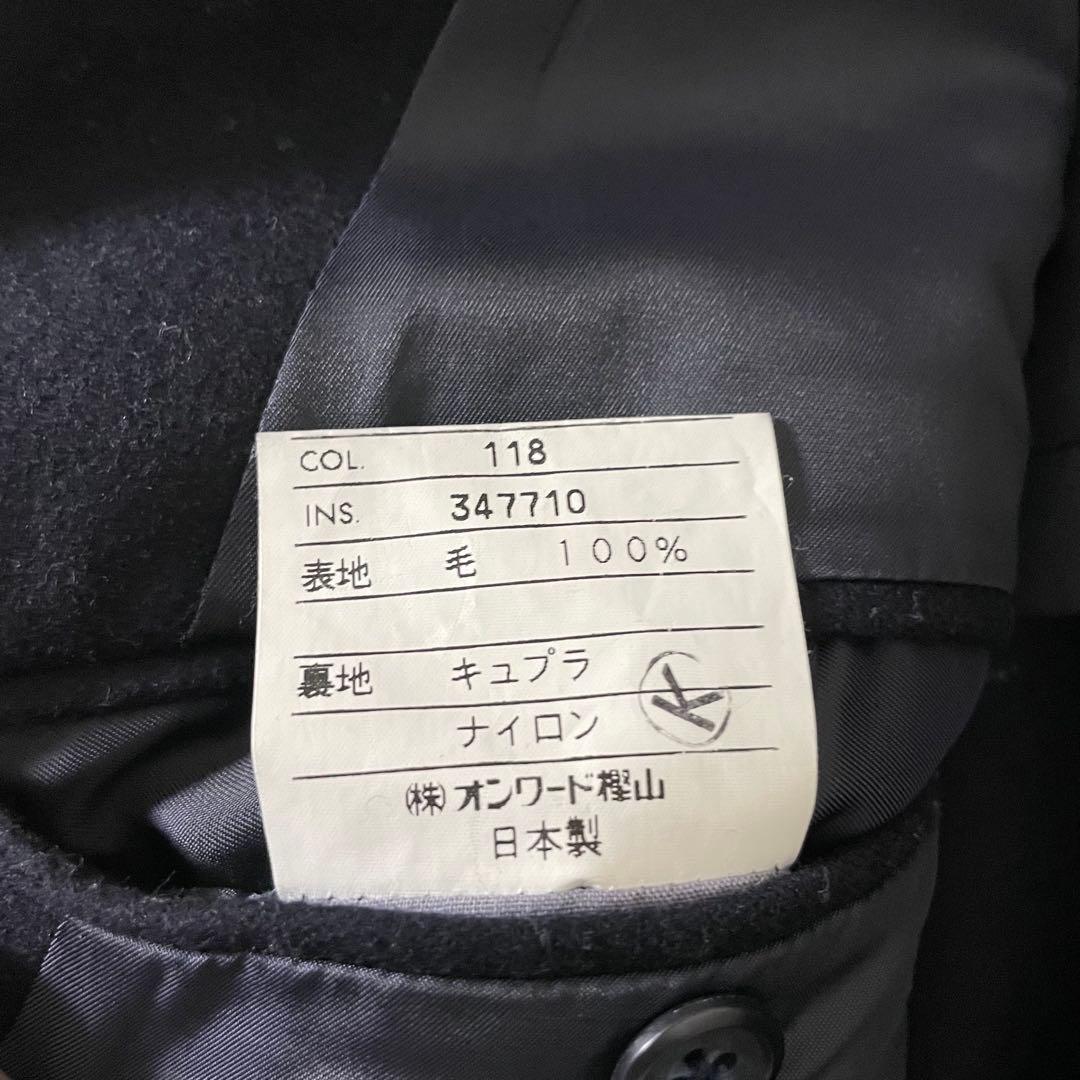 COL. 118
INS. 347710
表地 毛 100%
裏地 キュプラ
ナイロン
K
㈱オンワード樫山
日本製